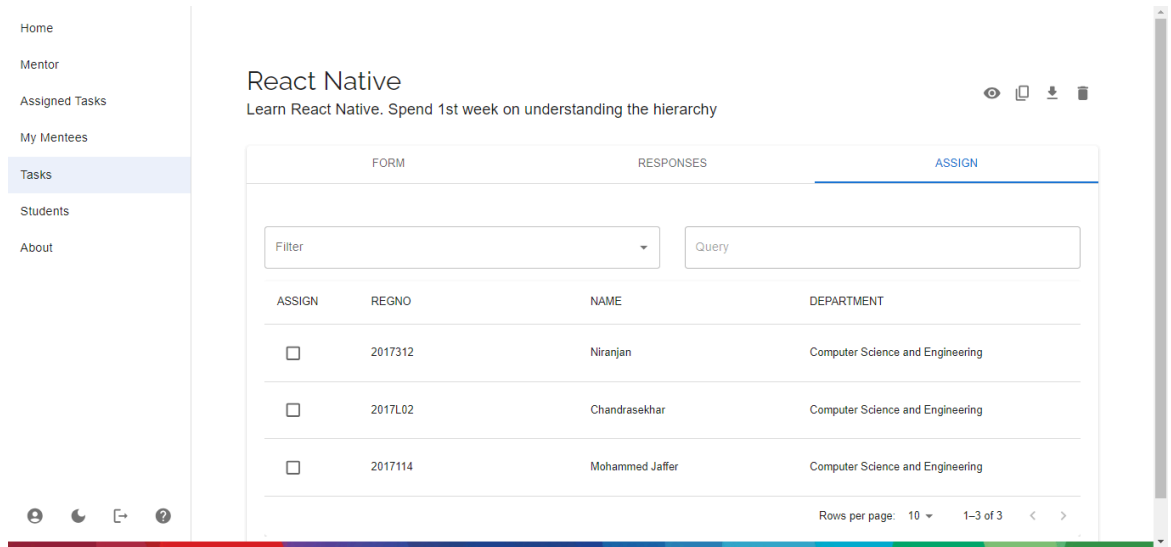 Home
Mentor
Assigned Tasks
My Mentees
Tasks
Students
About
React Native
Learn React Native. Spend 1st week on understanding the hierarchy
FORM RESPONSES ASSIGN
Filter Query
ASSIGN REGNO NAME DEPARTMENT
2017312 Niranjan Computer Science and Engineering
2017L02 Chandrasekhar Computer Science and Engineering
2017114 Mohammed Jaffer Computer Science and Engineering
Rows per page: 10 1–3 of 3